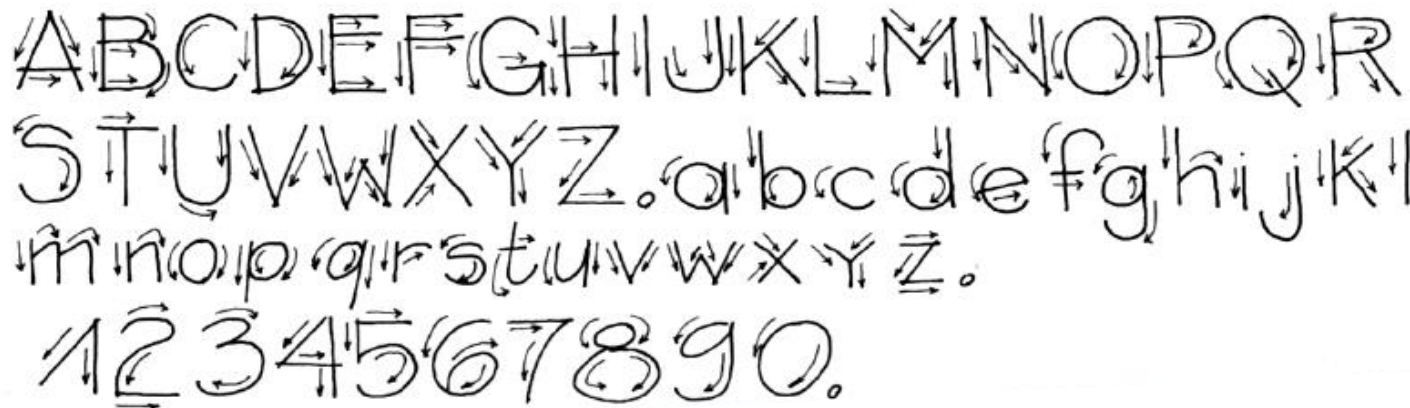 ABCDEFGHIJKLMNOPQR
STUVWXYZ.abcdefghijkl
mnopqrstuvwxyz.
1234567890.